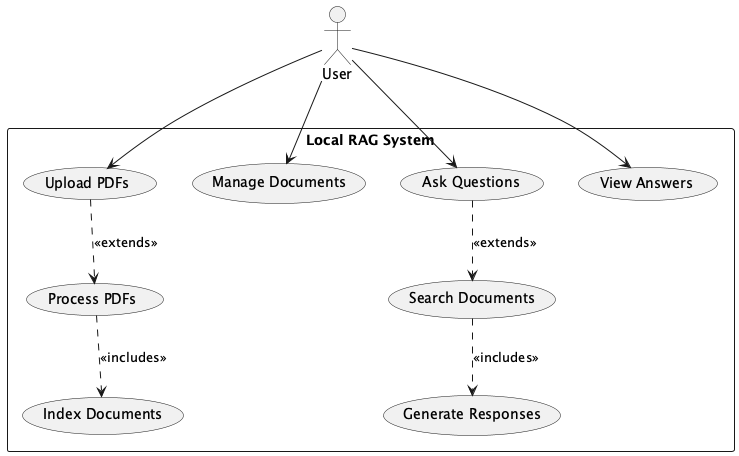 User
Local RAG System
Upload PDFs
Manage Documents
Ask Questions
View Answers
«extends»
«extends»
Process PDFs
Search Documents
«includes»
«includes»
Index Documents
Generate Responses